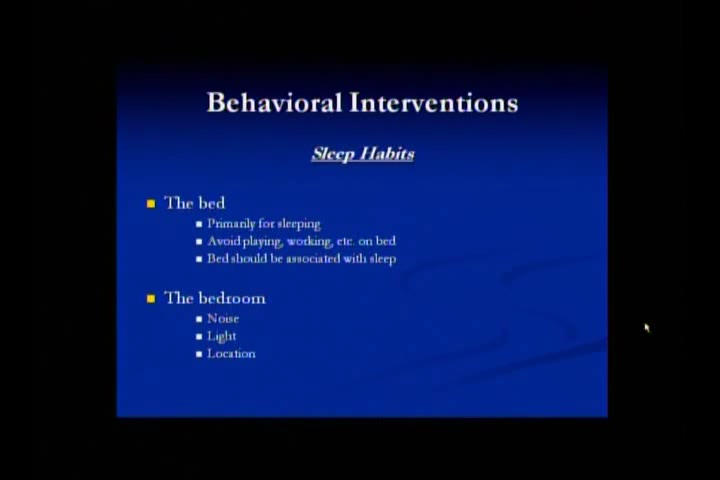 Behavioral Interventions
Sleep Habits
The bed
Primarily for sleeping
Avoid playing, working, etc. on bed
Bed should be associated with sleep
The bedroom
Noise
Light
Location